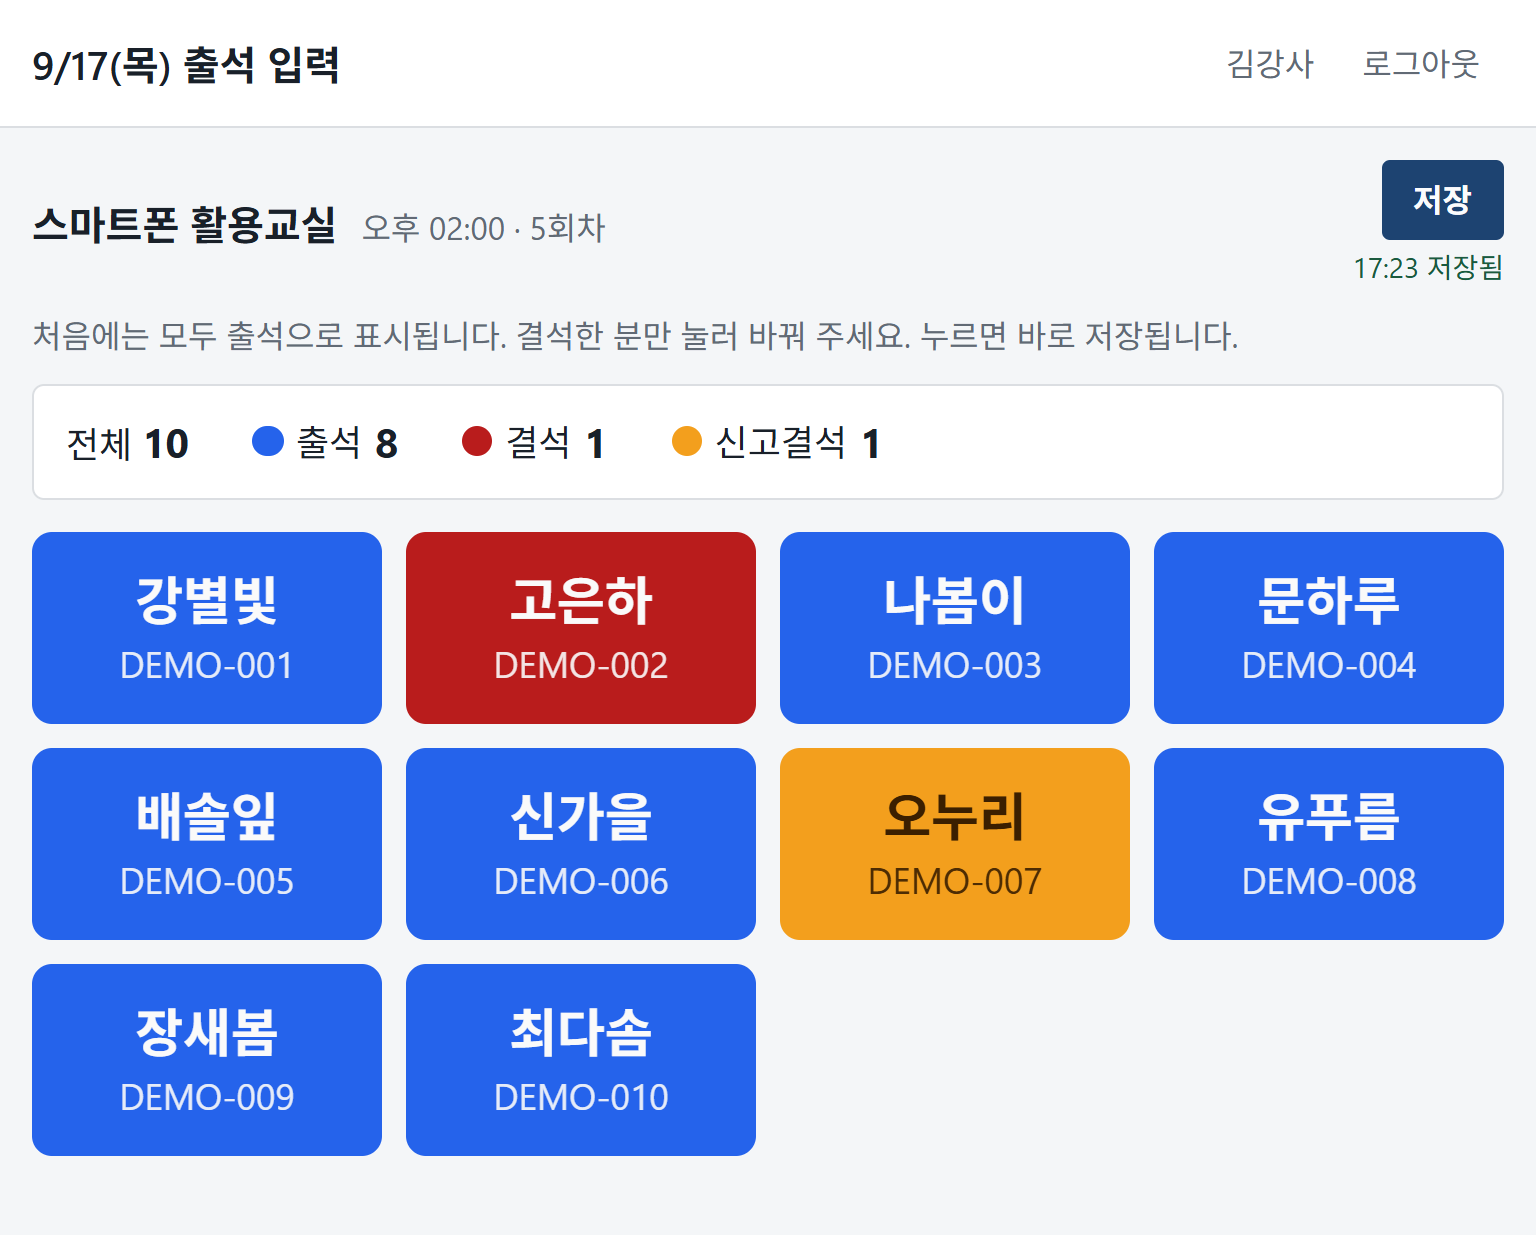 9/17(목) 출석 입력
김강사 로그아웃
스마트폰 활용교실 오후 02:00 · 5회차
저장
17:23 저장됨
처음에는 모두 출석으로 표시됩니다. 결석한 분만 눌러 바꿔 주세요. 누르면 바로 저장됩니다.
전체 10 출석 8 결석 1 신고결석 1
강별빛
DEMO-001
고은하
DEMO-002
나봄이
DEMO-003
문하루
DEMO-004
배솔잎
DEMO-005
신가을
DEMO-006
오누리
DEMO-007
유푸름
DEMO-008
장새봄
DEMO-009
최다솜
DEMO-010